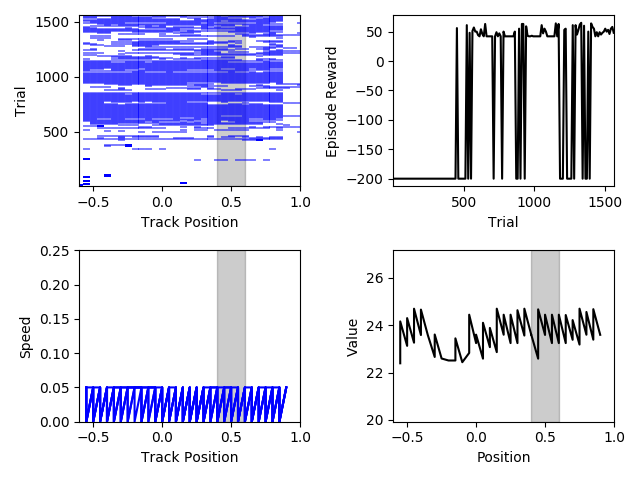 1500
1000
500
Trial
−0.5 0.0 0.5 1.0
Track Position
50
0
−50
−100
−150
−200
Episode Reward
500 1000 1500
Trial
0.25
0.20
0.15
0.10
0.05
0.00
Speed
−0.5 0.0 0.5 1.0
Track Position
26
24
22
20
Value
−0.5 0.0 0.5 1.0
Position